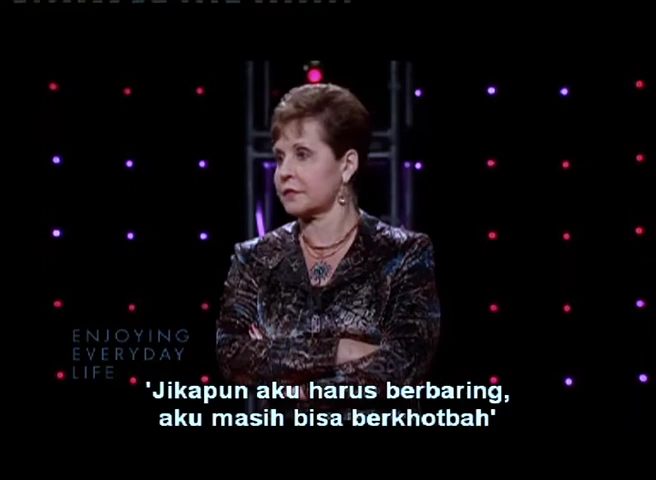 ENJOYING
EVERYDAY
LIFE
'Jikapun aku harus berbaring,
aku masih bisa berkhotbah'